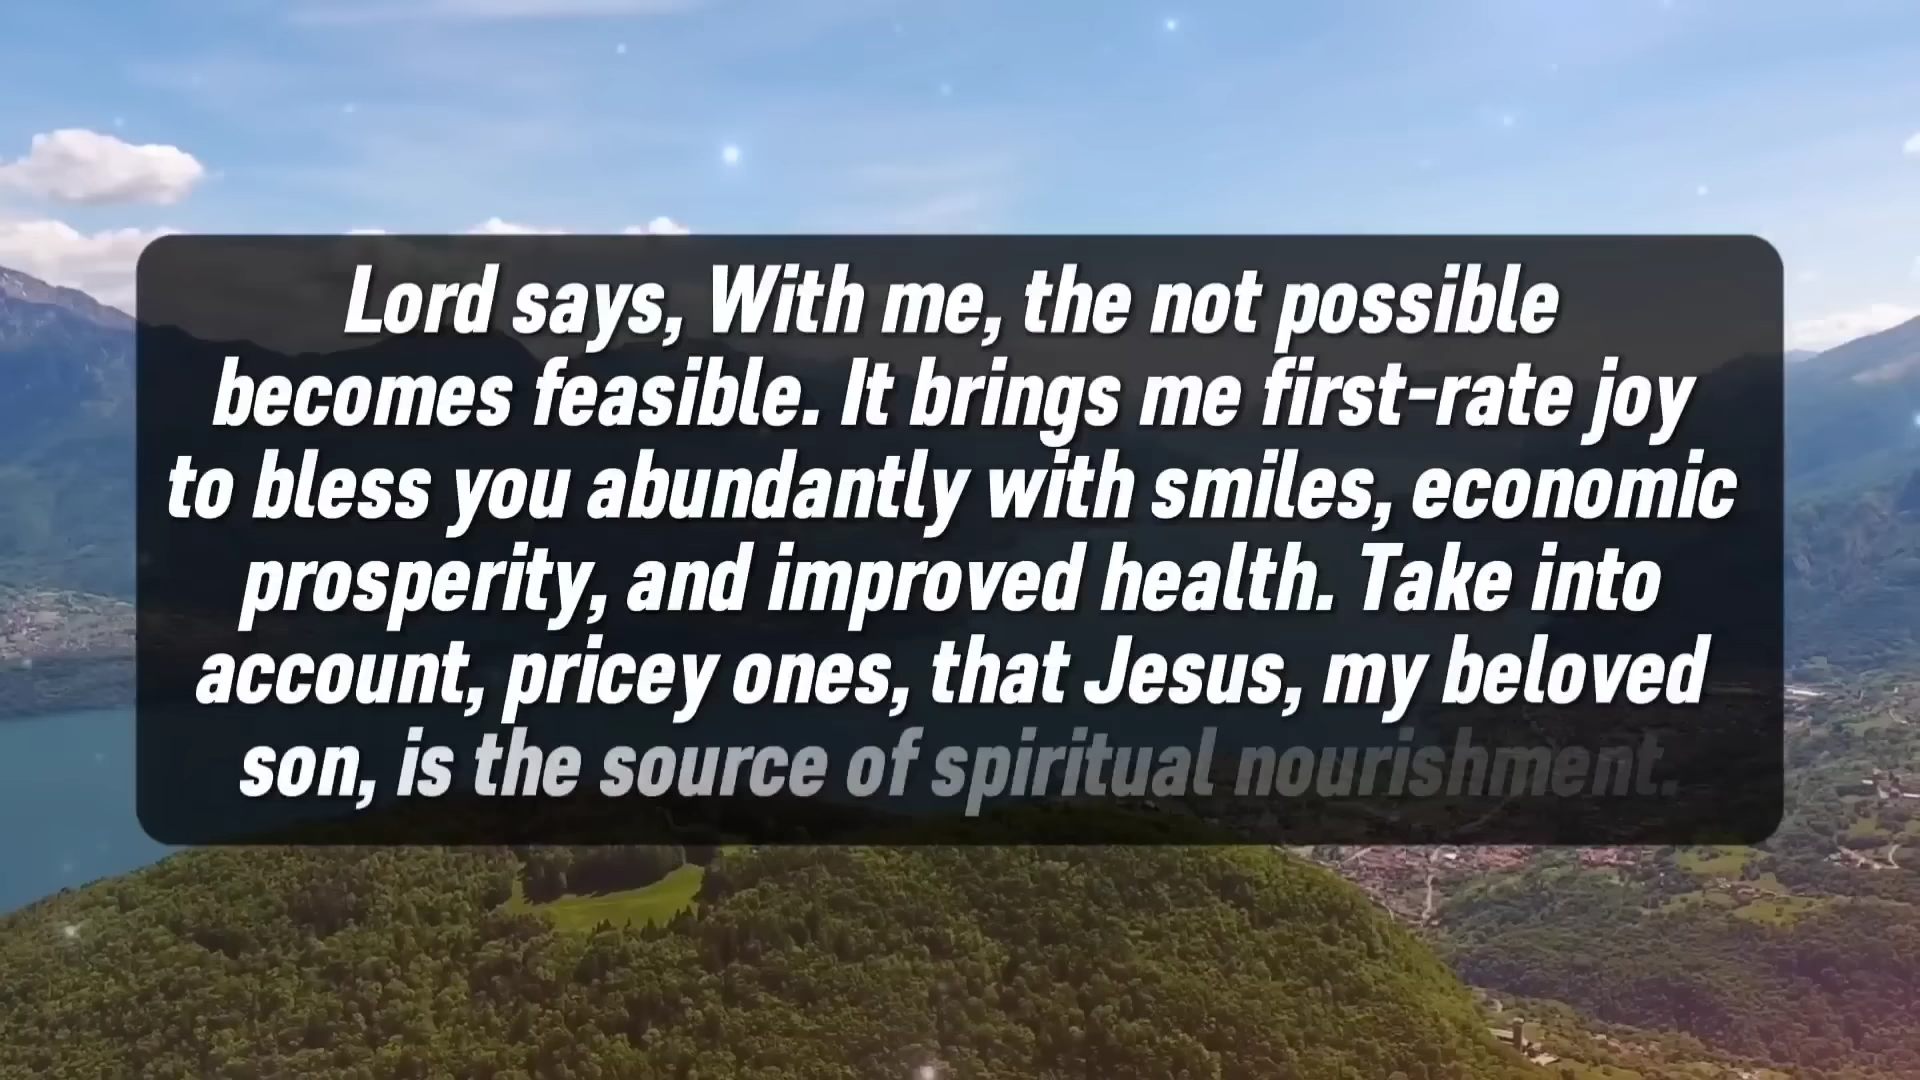 Lord says, With me, the not possible
becomes feasible. It brings me first-rate joy
to bless you abundantly with smiles, economic
prosperity, and improved health. Take into
account, pricey ones, that Jesus, my beloved
son, is the source of spiritual nourishment.